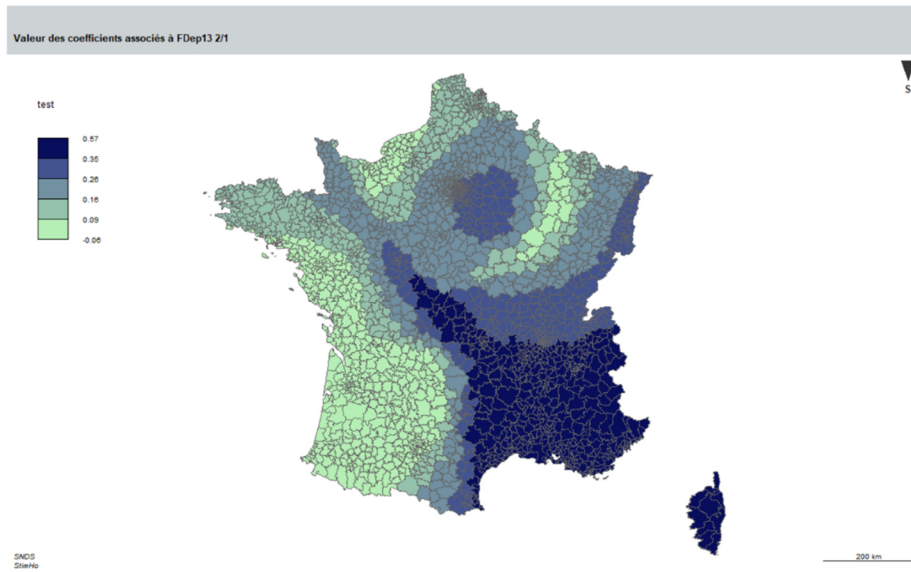 Valeur des coefficients associés à FDep13 2/1
S
test
0.57
0.35
0.26
0.16
0.09
-0.06
SNDS
StimHo
200 km